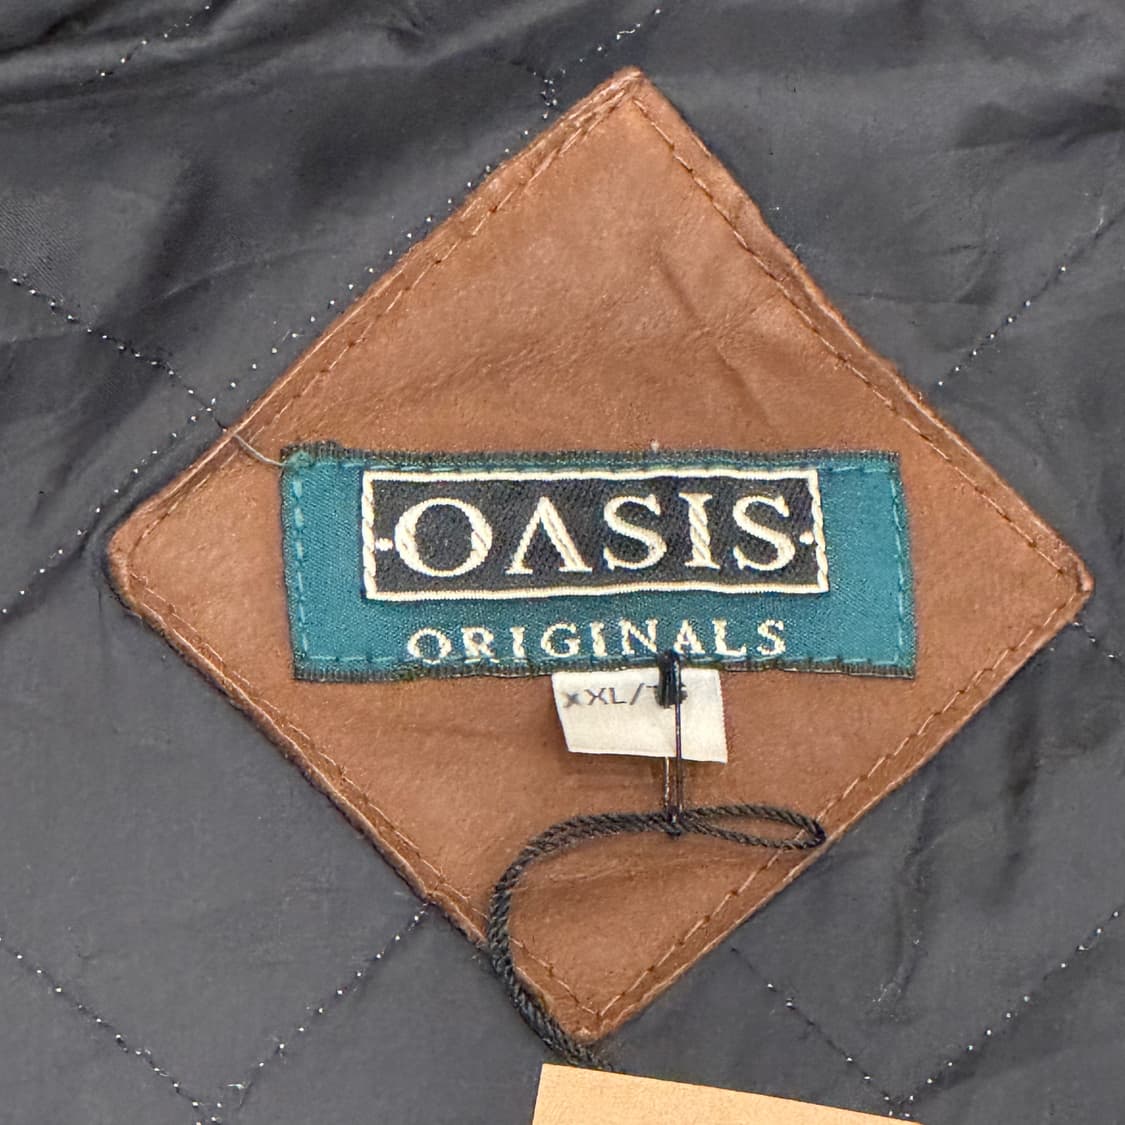 ·OASIS·
ORIGINALS
XXL/